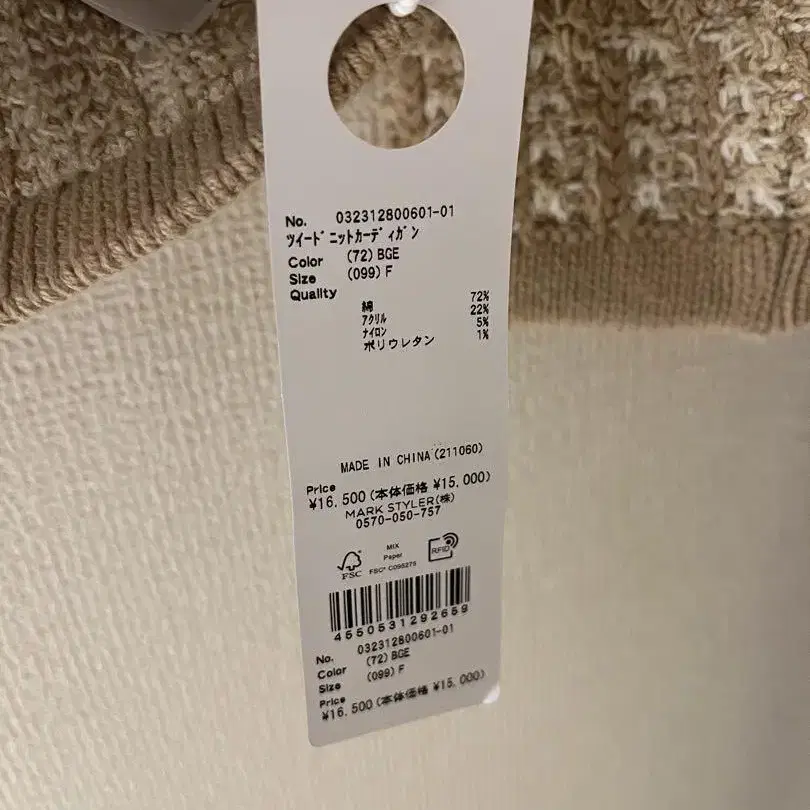 No. 032312800601-01
ツイードニットカーディガン
Color (72) BGE
Size (099) F
Quality
綿 72%
アクリル 22%
ナイロン 5%
ポリウレタン 1%
MADE IN CHINA (211060)
Price
¥16,500 (本体価格 ¥15,000)
MARK STYLER(株)
0570-050-757
MIX
Paper
FSC
FSC® C095275
RFID
4550531292659
No. 032312800601-01
Color (72) BGE
Size (099) F
Price
¥16,500 (本体価格 ¥15,000)